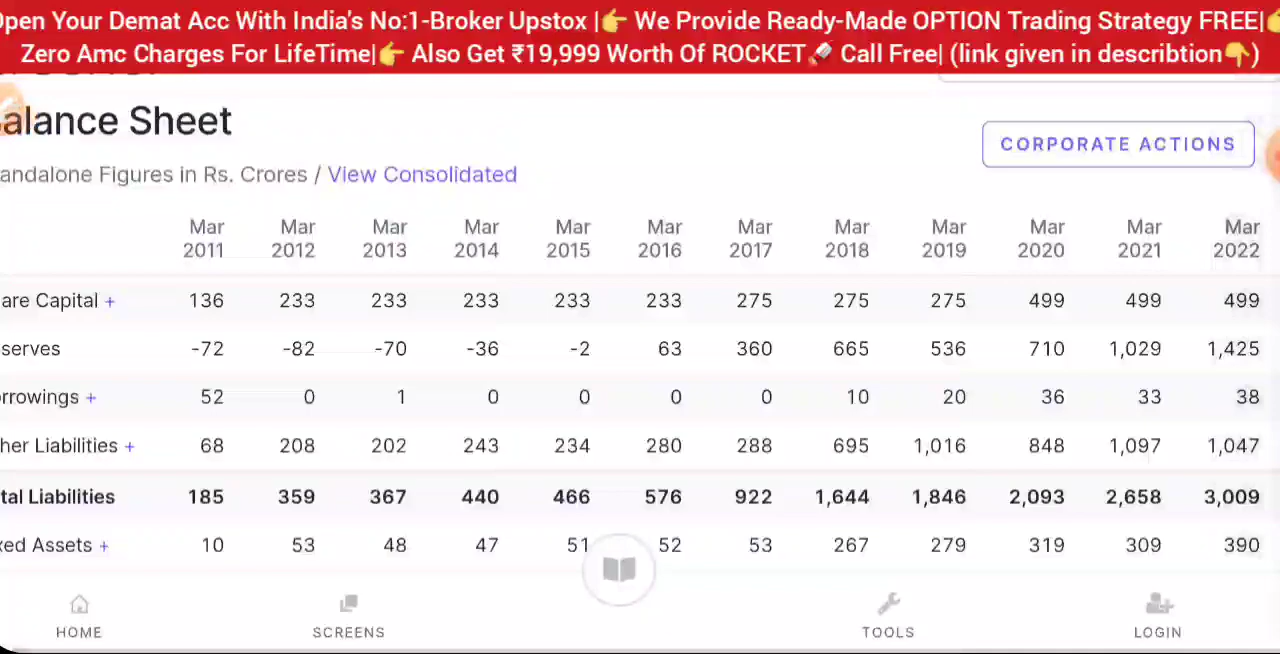 pen Your Demat Acc With India's No:1-Broker Upstox |👉 We Provide Ready-Made OPTION Trading Strategy FREE|
Zero Amc Charges For LifeTime|👉 Also Get ₹19,999 Worth Of ROCKET🚀 Call Free| (link given in describtion👇)
alance Sheet
CORPORATE ACTIONS
andalone Figures in Rs. Crores / View Consolidated
Mar Mar Mar Mar Mar Mar Mar Mar Mar Mar Mar Mar
2011 2012 2013 2014 2015 2016 2017 2018 2019 2020 2021 2022
are Capital + 136 233 233 233 233 233 275 275 275 499 499 499
serves -72 -82 -70 -36 -2 63 360 665 536 710 1,029 1,425
rrowings + 52 0 1 0 0 0 0 10 20 36 33 38
her Liabilities + 68 208 202 243 234 280 288 695 1,016 848 1,097 1,047
tal Liabilities 185 359 367 440 466 576 922 1,644 1,846 2,093 2,658 3,009
ked Assets + 10 53 48 47 51 52 53 267 279 319 309 390
HOME SCREENS TOOLS LOGIN